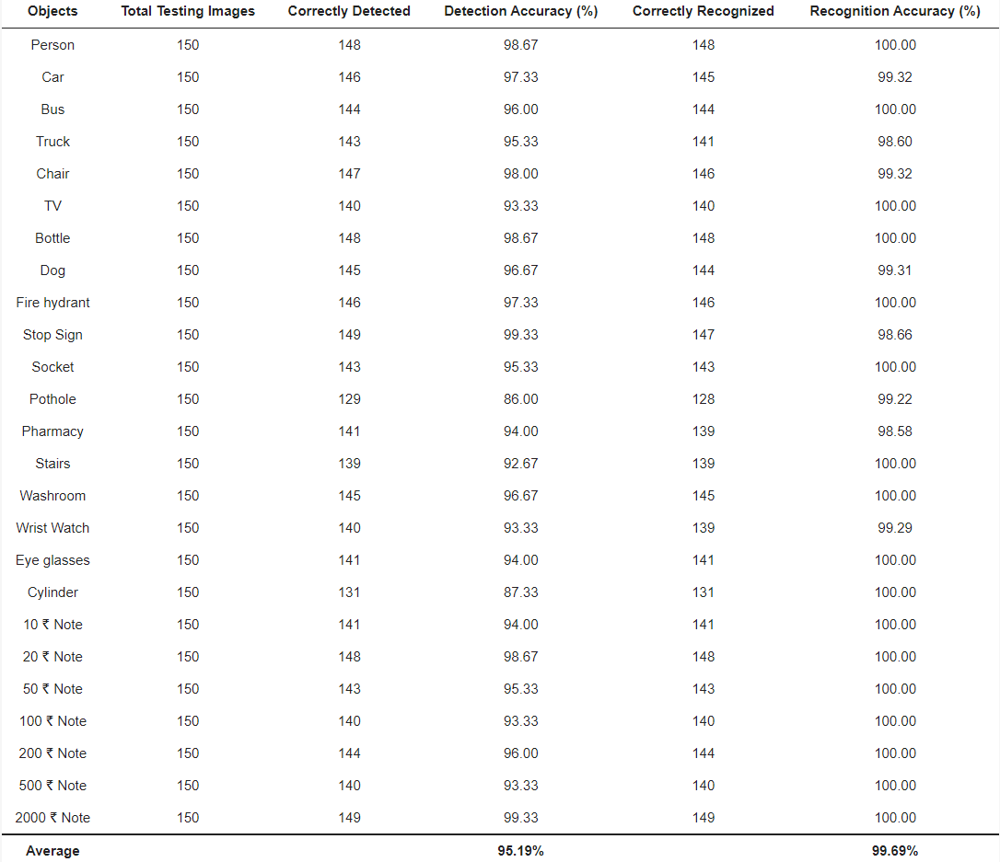 Objects Total Testing Images Correctly Detected Detection Accuracy (%) Correctly Recognized Recognition Accuracy (%)
Person 150 148 98.67 148 100.00
Car 150 146 97.33 145 99.32
Bus 150 144 96.00 144 100.00
Truck 150 143 95.33 141 98.60
Chair 150 147 98.00 146 99.32
TV 150 140 93.33 140 100.00
Bottle 150 148 98.67 148 100.00
Dog 150 145 96.67 144 99.31
Fire hydrant 150 146 97.33 146 100.00
Stop Sign 150 149 99.33 147 98.66
Socket 150 143 95.33 143 100.00
Pothole 150 129 86.00 128 99.22
Pharmacy 150 141 94.00 139 98.58
Stairs 150 139 92.67 139 100.00
Washroom 150 145 96.67 145 100.00
Wrist Watch 150 140 93.33 139 99.29
Eye glasses 150 141 94.00 141 100.00
Cylinder 150 131 87.33 131 100.00
10 ₹ Note 150 141 94.00 141 100.00
20 ₹ Note 150 148 98.67 148 100.00
50 ₹ Note 150 143 95.33 143 100.00
100 ₹ Note 150 140 93.33 140 100.00
200 ₹ Note 150 144 96.00 144 100.00
500 ₹ Note 150 140 93.33 140 100.00
2000 ₹ Note 150 149 99.33 149 100.00
Average 95.19% 99.69%